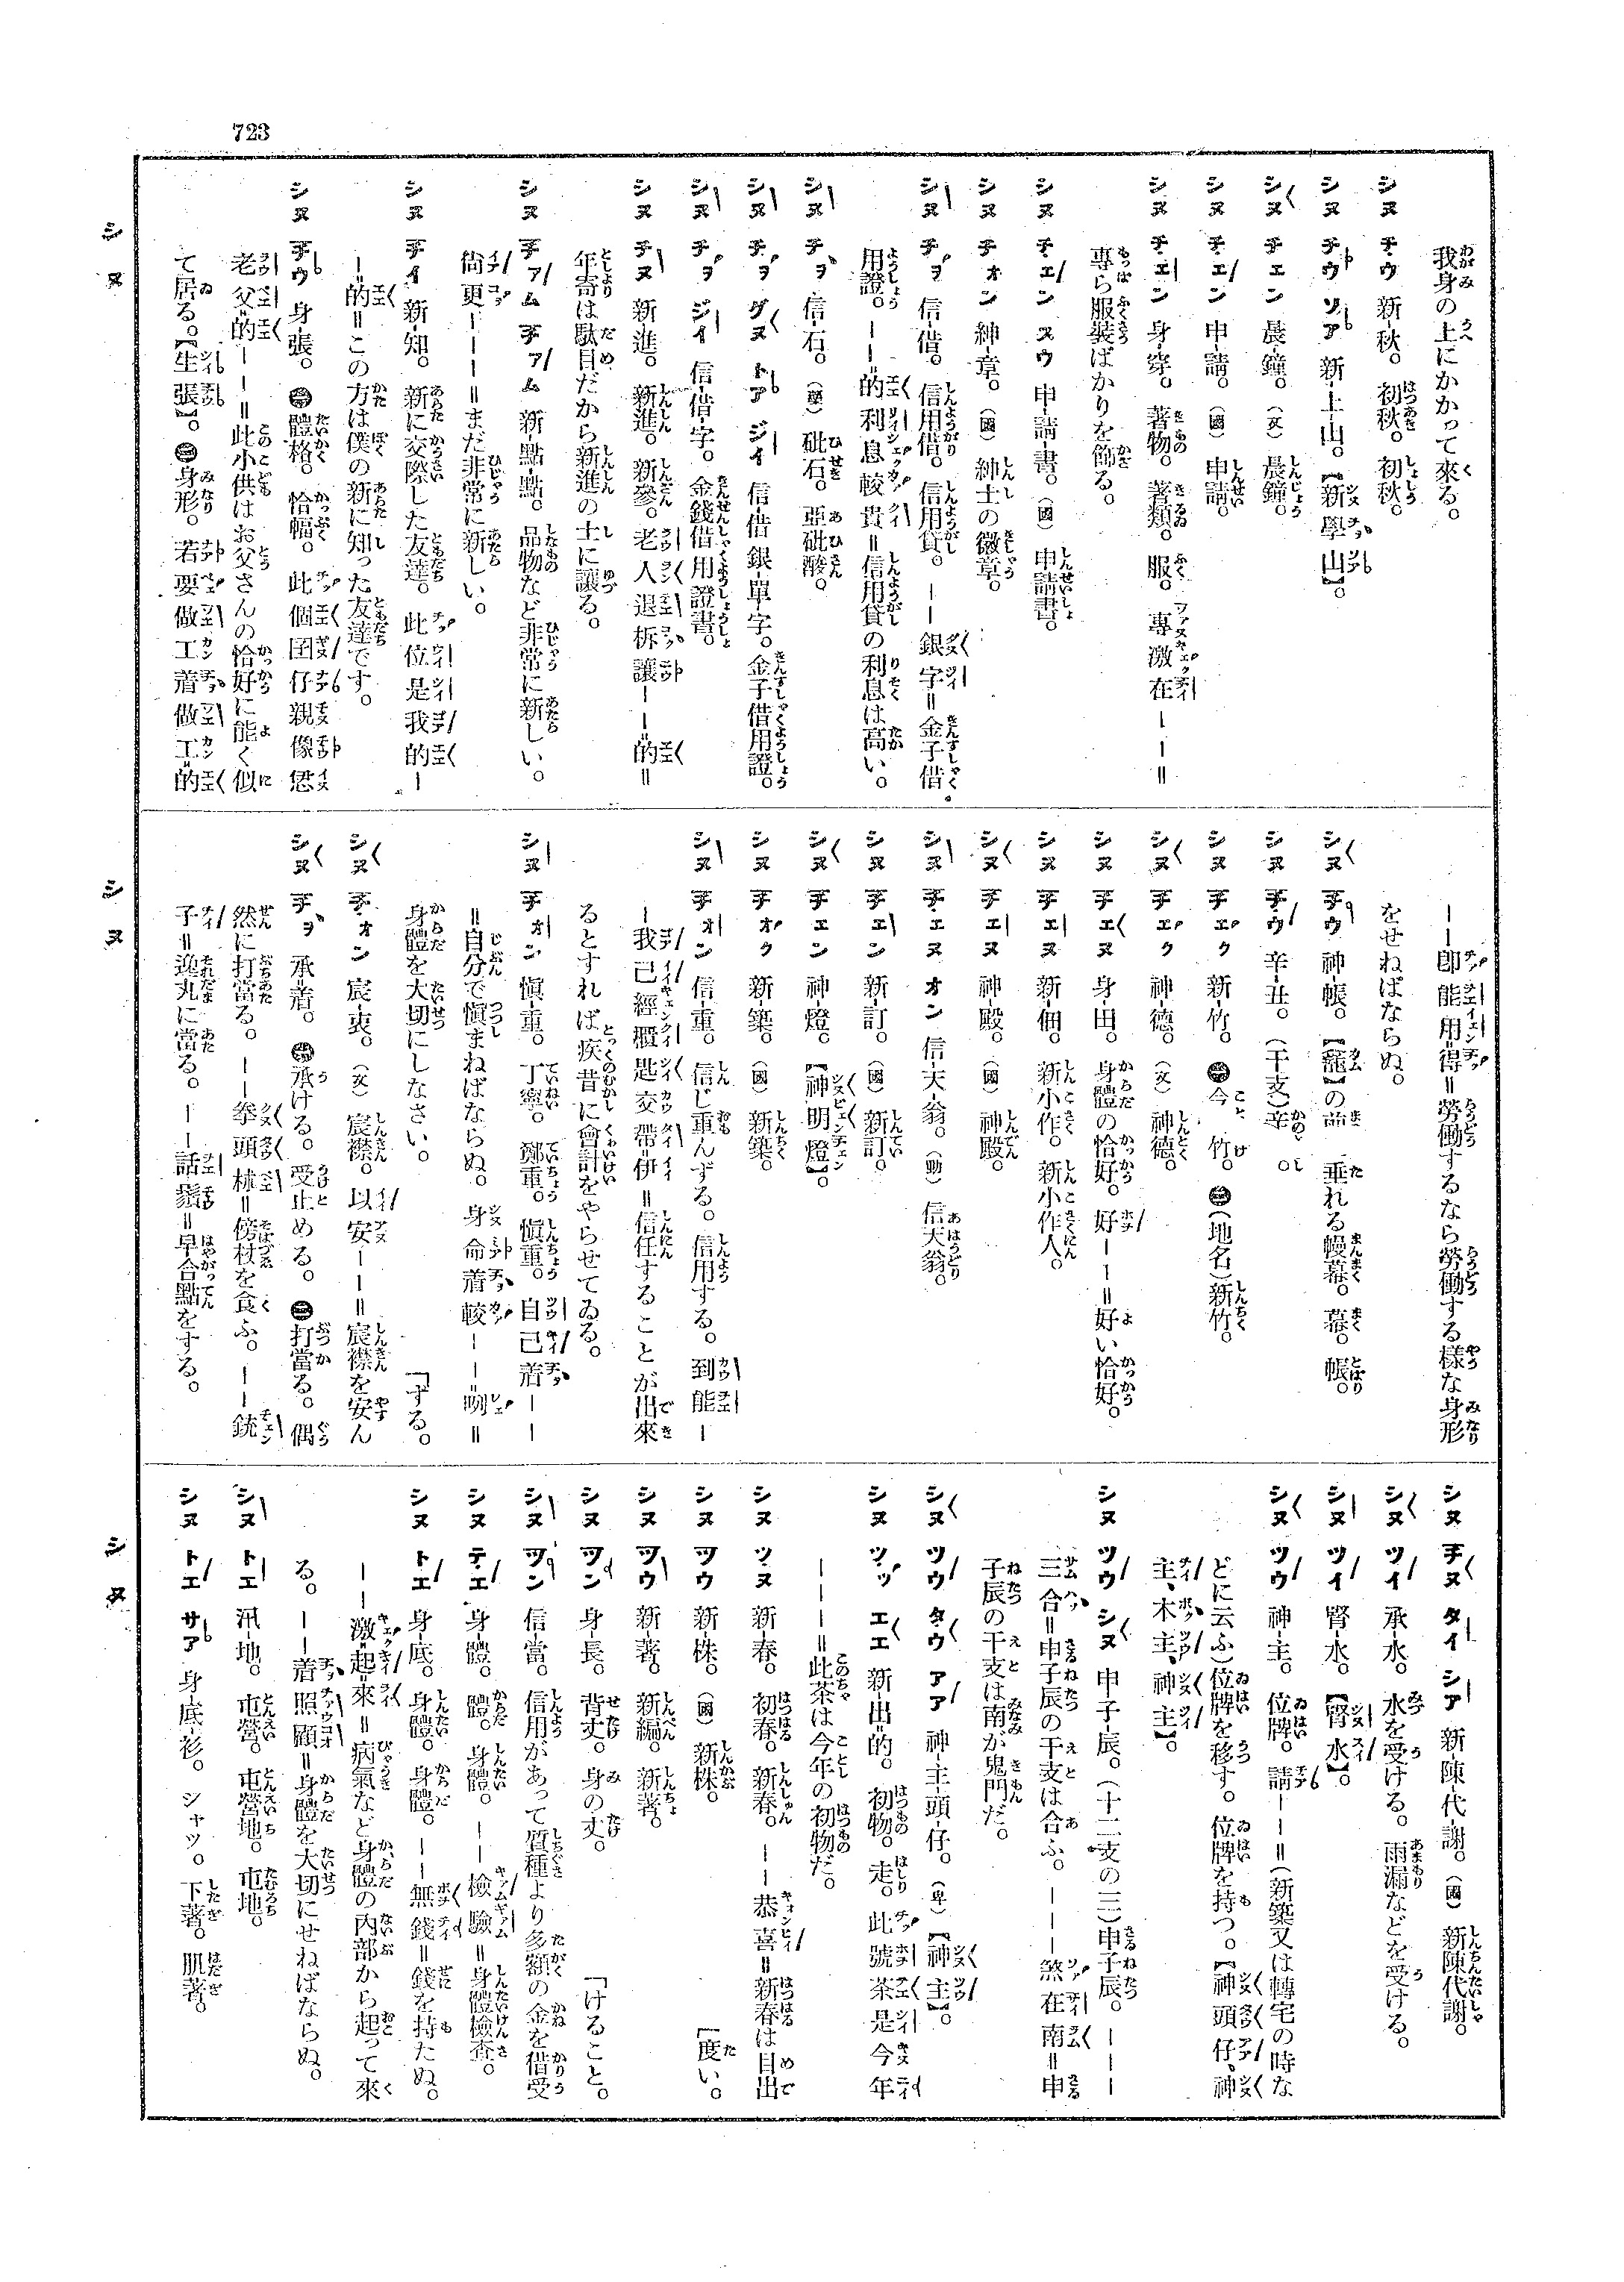 723
我身の上にかかって來る。
シヌ チウ 新-秋。 初秋。 初秋。
シヌ チウ ソア 新-上-山。【新學山】。
シヌ チェン 晨-鐘。(文) 晨鐘。
シヌ チェン 申-請。(國) 申請。
シヌ チェン 身-穿。 著物。 著類。 服。 專激在－－＝
專ら服裝ばかりを飾る。
シヌ チェン スウ 申-請-書。(國) 申請書。
シヌ チォン 紳-章。(國) 紳士の徽章。
シヌ チヲ 信-借。 信用借。 信用貸。 －－銀字＝金子借
用證。 －－的利息較貴＝信用貸の利息は高い。
シヌ チヲ 信-石。(藥) 砒石。 亞砒酸。
シヌ チヲ グヌ トア ジイ 信-借 銀-單-字。 金子借用證。
シヌ チヲ ジイ 信-借-字。 金錢借用證書。
シヌ チヌ 新-進。 新進。 新參。 老人退拆讓－－的＝
年寄は駄目だから新進の士に讓る。
シヌ チァム チァム 新-點-點。 品物など非常に新しい。
尙更－－－＝まだ非常に新しい。
シヌ チイ 新-知。 新に交際した友達。 此位是我的－
－的＝この方は僕の新に知った友達です。
シヌ チウ 身-張。 ㊀體格。 恰幅。 此個囝仔親像𠍁
老父的－－＝此小供はお父さんの恰好に能く似
て居る。【生張】。 ㊁身形。 若要做工着做工的
－－卽能用得＝勞働するなら勞働する樣な身形
をせねばならぬ。
シヌ チウ 神-帳。【龕】の前 垂れる幔幕。 幕。 帳。
シヌ チウ 辛-丑。(干支)辛 。
シヌ チェク 新-竹。 ㊀今 竹。 ㊁(地名)新竹。
シヌ チェク 神-德。(文) 神德。
シヌ チェヌ 身-田。 身體の恰好。 好－－＝好い恰好。
シヌ チェヌ 新-佃。 新小作。 新小作人。
シヌ チェヌ 神-殿。(國) 神殿。
シヌ チェヌ オン 信-天-翁。(動) 信天翁。
シヌ チェン 新-訂。(國) 新訂。
シヌ チェン 神-燈。【神明燈】。
シヌ チオク 新-築。(國) 新築。
シヌ チォン 信-重。 信じ重んずる。 信用する。 到能－
－我已經櫃匙交帶伊＝信任することが出來
るとすれば疾昔に會計をやらせてゐる。
シヌ チォン 愼-重。 丁寧。 鄭重。 愼重。 自己着－－
＝自分で愼まねばならぬ。 身命着較－－ ＝
身體を大切にしなさい。 「ずる。
シヌ チォン 宸-衷。(文) 宸襟。 以安－－＝宸襟を安ん
シヌ チヲ 承-着。 ㊀承ける。 受止める。 ㊁打當る。 偶
然に打當る。 －－拳頭 ＝傍杖を食ふ。 －－銃
子＝逸丸に當る。 －－話鬚＝早合點をする。
シヌ チヌ タイ シア 新-陳-代-謝。(國) 新陳代謝。
シヌ ツイ 承-水。 水を受ける。 雨漏などを受ける。
シヌ ツイ 腎-水。【腎水】。
シヌ ツウ 神-主。 位牌。 請－－＝(新築又は轉宅の時な
どに云ふ)位牌を移す。 位牌を持つ。【神頭仔、神
主、木主、神主】。
シヌ ツウ シヌ 申-子-辰。(十二支の三)申子辰。 －－－
三合＝申子辰の干支は合ふ。 －－－煞在南＝申
子辰の干支は南が鬼門だ。
シヌ ツウ タウ アア 神-主-頭-仔。(卑)【神主】。
シヌ ツッ エエ 新-出-的。 初物。 走。 此號茶是今年
－－－＝此茶は今年の初物だ。
シヌ ツヌ 新-春。 初春。 新春。 －－恭喜＝新春は目出
シヌ ツウ 新-株。(國) 新株。 「度い。
シヌ ツウ 新-著。 新編。 新著。
シヌ ツン 身-長。 背丈。 身の丈。 「けること。
シヌ ツン 信-當。 信用があって質種より多額の金を借受
シヌ テエ 身-體。 體。 身體。 －－檢驗＝身體檢査。
シヌ トエ 身-底。 身體。 身體。 －－無錢＝錢を持たぬ。
－－激起來＝病氣など身體の內部から起って來
る。 －－着照顧＝身體を大切にせねばならぬ。
シヌ トエ 汛-地。 屯營。 屯營地。 屯地。
シヌ トエ サア 身-底-衫。 シャツ。 下著。 肌著。
シヌ
シヌ
シヌ